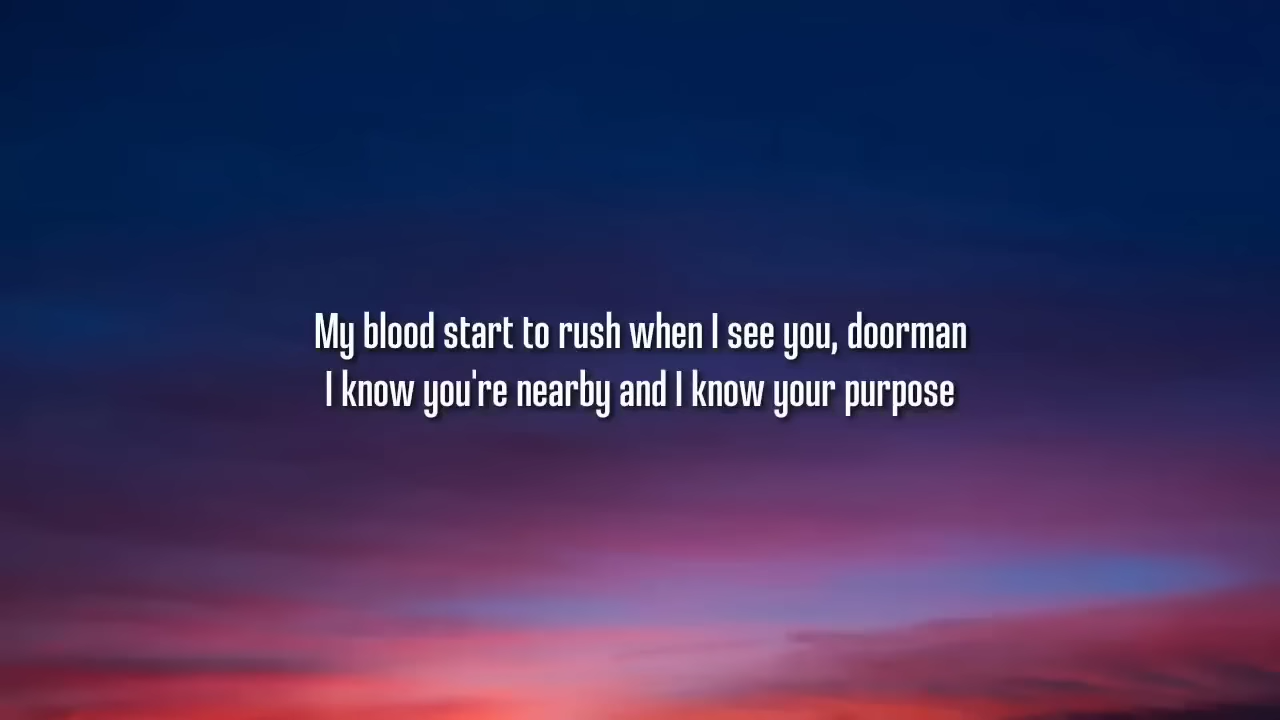 My blood start to rush when I see you, doorman
I know you're nearby and I know your purpose